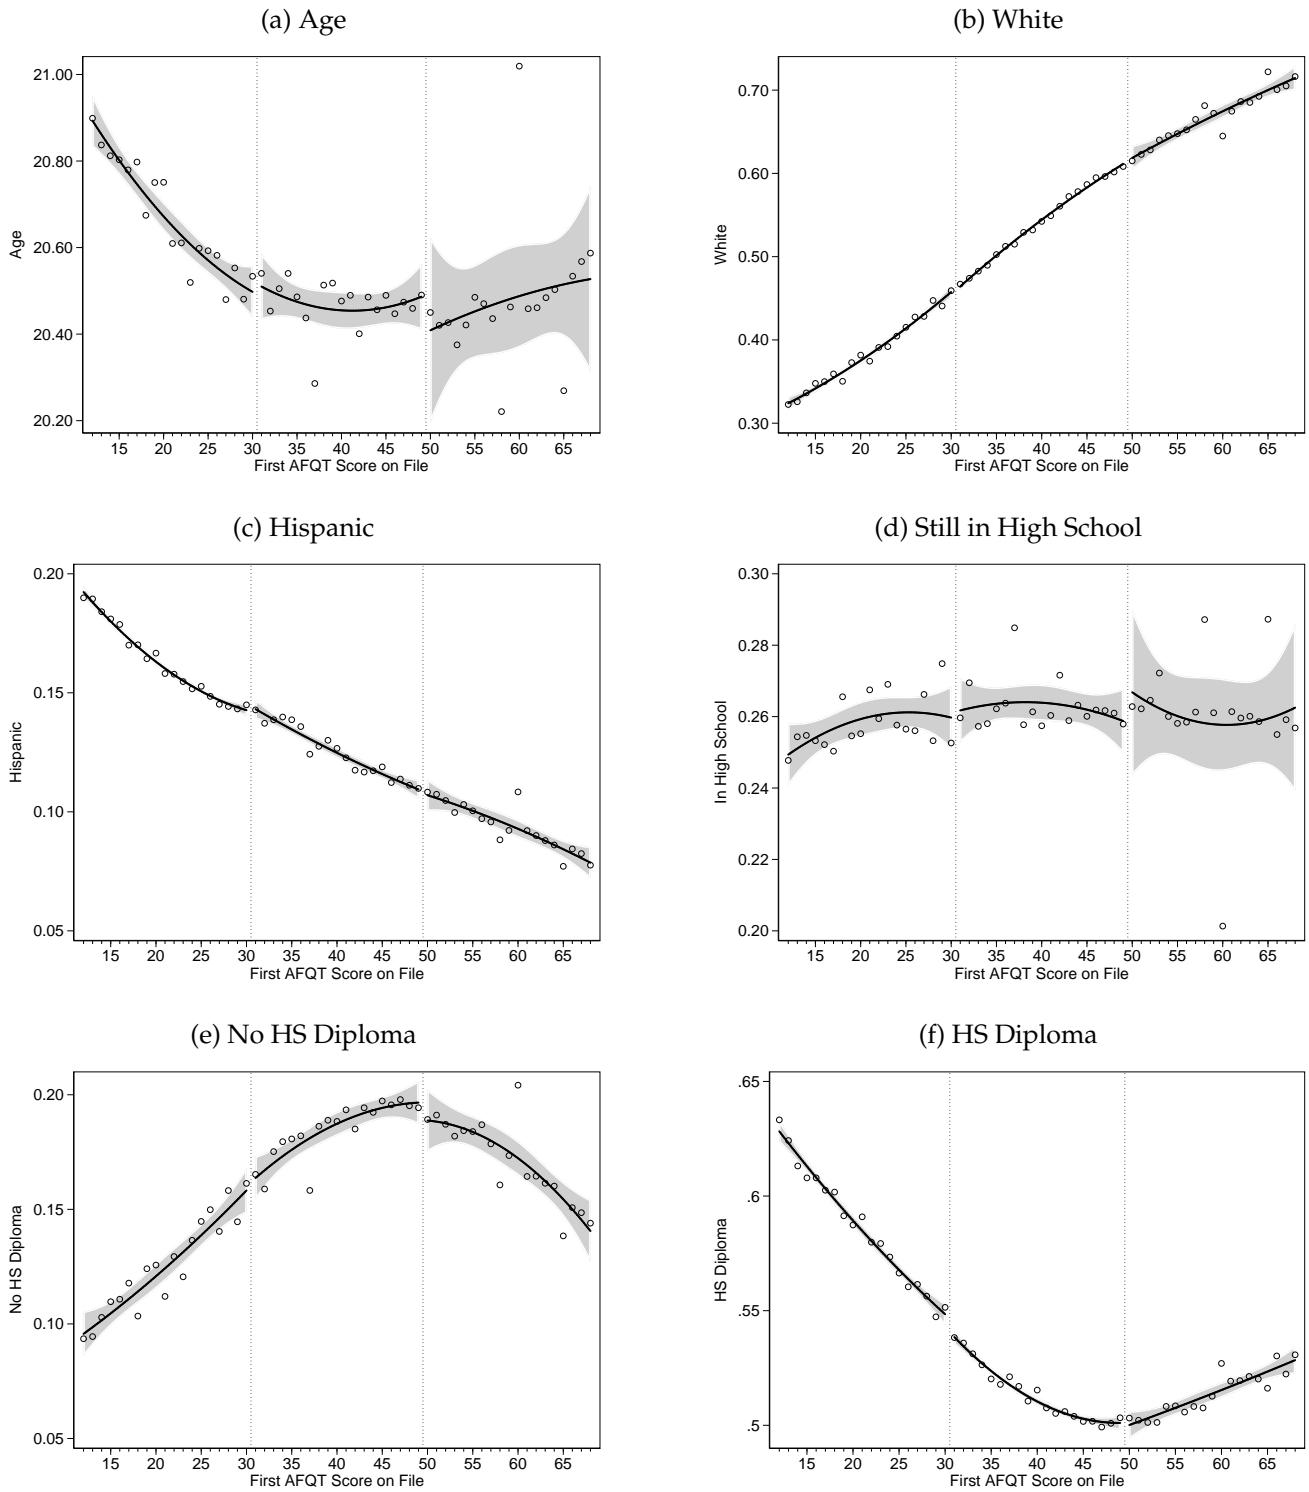 (a) Age
21.00
20.80
20.60
20.40
20.20
Age
15 20 25 30 35 40 45 50 55 60 65
First AFQT Score on File
(b) White
0.70
0.60
0.50
0.40
0.30
White
15 20 25 30 35 40 45 50 55 60 65
First AFQT Score on File
(c) Hispanic
0.20
0.15
0.10
0.05
Hispanic
15 20 25 30 35 40 45 50 55 60 65
First AFQT Score on File
(d) Still in High School
0.30
0.28
0.26
0.24
0.22
0.20
In High School
15 20 25 30 35 40 45 50 55 60 65
First AFQT Score on File
(e) No HS Diploma
0.20
0.15
0.10
0.05
No HS Diploma
15 20 25 30 35 40 45 50 55 60 65
First AFQT Score on File
(f) HS Diploma
.65
.6
.55
.5
HS Diploma
15 20 25 30 35 40 45 50 55 60 65
First AFQT Score on File